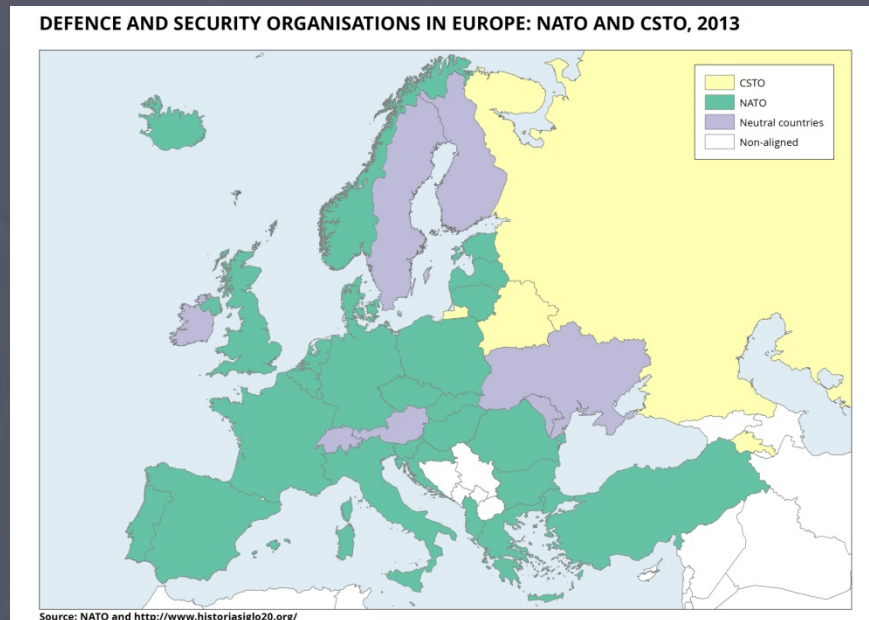 DEFENCE AND SECURITY ORGANISATIONS IN EUROPE: NATO AND CSTO, 2013
CSTO
NATO
Neutral countries
Non-aligned
Source: NATO and http://www.historiasiglo20.org/